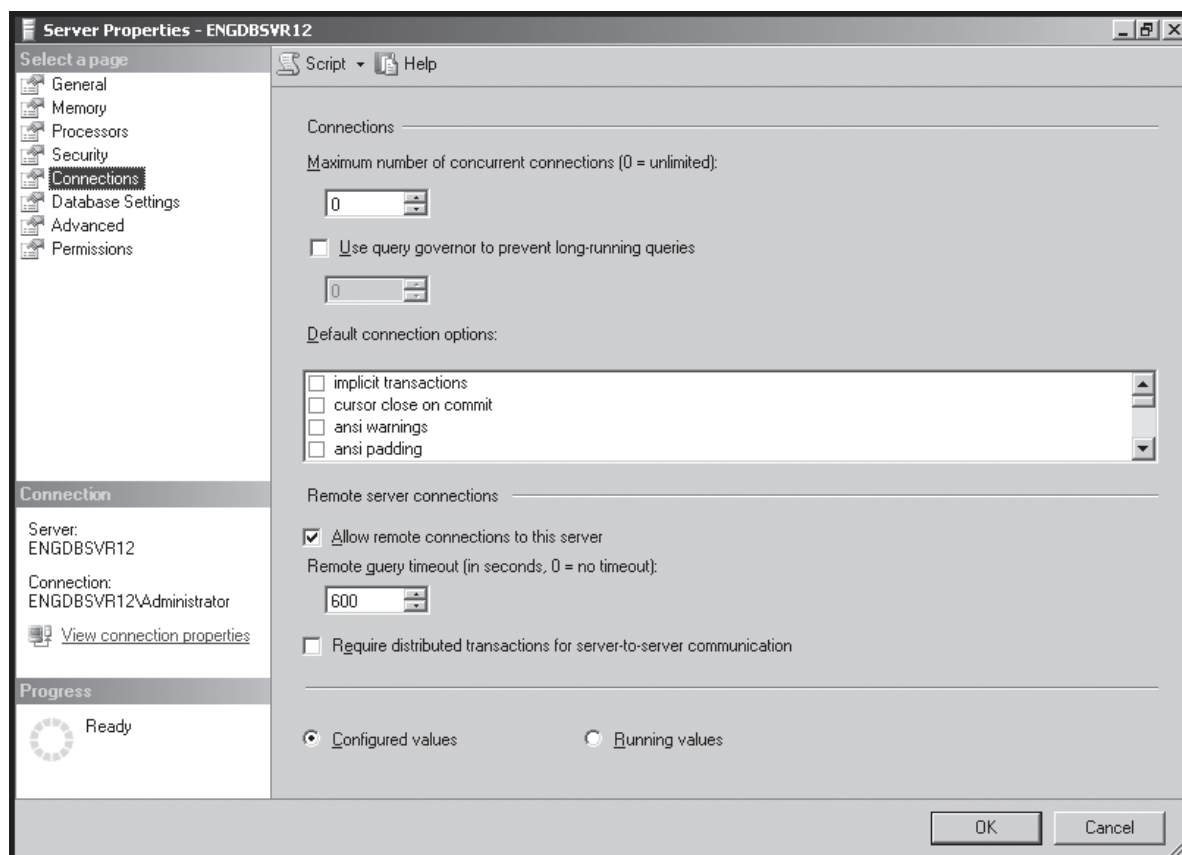 Server Properties - ENGDBSVR12
Select a page
General
Memory
Processors
Security
Connections
Database Settings
Advanced
Permissions
Connection
Server:
ENGDBSVR12
Connection:
ENGDBSVR12\Administrator
View connection properties
Progress
Ready
Script
Help
Connections
Maximum number of concurrent connections (0 = unlimited):
0
Use query governor to prevent long-running queries
0
Default connection options:
implicit transactions
cursor close on commit
ansi warnings
ansi padding
Remote server connections
Allow remote connections to this server
Remote query timeout (in seconds, 0 = no timeout):
600
Require distributed transactions for server-to-server communication
Configured values
Running values
OK
Cancel